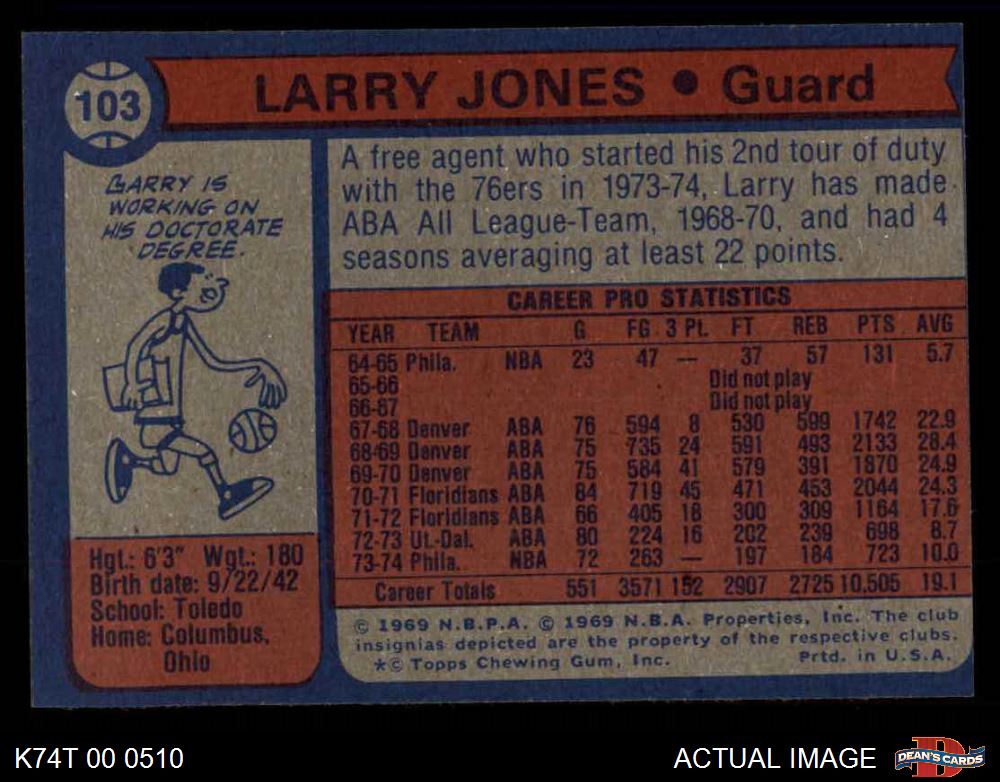 103
LARRY JONES • Guard
LARRY IS
WORKING ON
HIS DOCTORATE
DEGREE.
A free agent who started his 2nd tour of duty
with the 76ers in 1973-74, Larry has made
ABA All League-Team, 1968-70, and had 4
seasons averaging at least 22 points.
CAREER PRO STATISTICS
YEAR TEAM G FG 3 Pt. FT REB PTS AVG
64-65 Phila. NBA 23 47 — 37 57 131 5.7
65-66 Did not play
66-67 Did not play
67-68 Denver ABA 76 594 8 530 599 1742 22.9
68-69 Denver ABA 75 735 24 591 493 2133 28.4
69-70 Denver ABA 75 584 41 579 391 1870 24.9
70-71 Floridians ABA 84 719 45 471 453 2044 24.3
71-72 Floridians ABA 66 405 18 300 309 1164 17.6
72-73 Ut.-Dal. ABA 80 224 16 202 239 698 8.7
73-74 Phila. NBA 72 263 — 197 184 723 10.0
Career Totals 551 3571 152 2907 2725 10,505 19.1
Hgt.: 6'3" Wgt.: 180
Birth date: 9/22/42
School: Toledo
Home: Columbus,
Ohio
© 1969 N.B.P.A. © 1969 N.B.A. Properties, Inc. The club
insignias depicted are the property of the respective clubs.
*© Topps Chewing Gum, Inc. Prtd. in U.S.A.
K74T 00 0510
ACTUAL IMAGE
D
DEAN'S CARDS